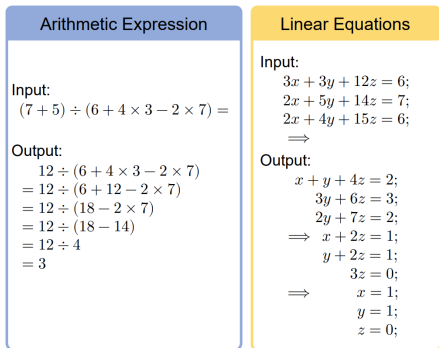 Arithmetic Expression
Input:
(7 + 5) ÷ (6 + 4 × 3 − 2 × 7) =
Output:
12 ÷ (6 + 4 × 3 − 2 × 7)
= 12 ÷ (6 + 12 − 2 × 7)
= 12 ÷ (18 − 2 × 7)
= 12 ÷ (18 − 14)
= 12 ÷ 4
= 3
Linear Equations
Input:
3x + 3y + 12z = 6;
2x + 5y + 14z = 7;
2x + 4y + 15z = 6;
⟹
Output:
x + y + 4z = 2;
3y + 6z = 3;
2y + 7z = 2;
⟹ x + 2z = 1;
y + 2z = 1;
3z = 0;
⟹ x = 1;
y = 1;
z = 0;